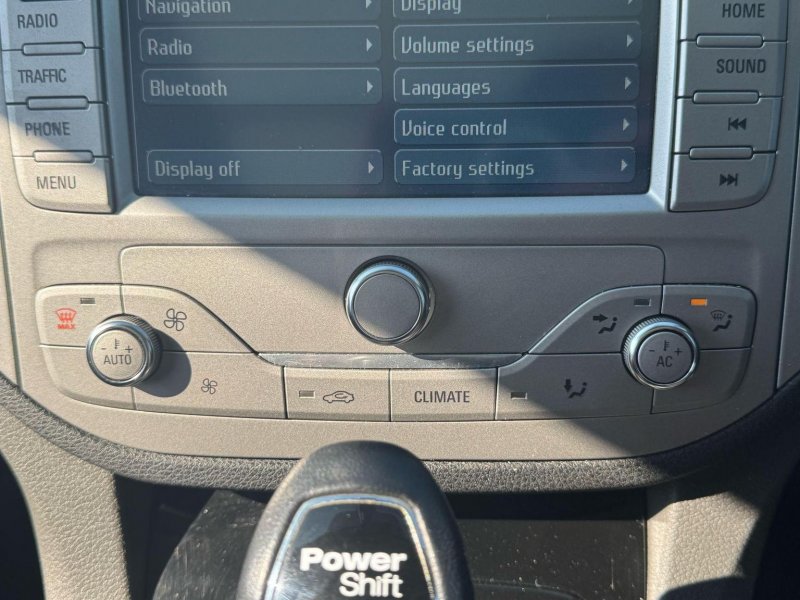 Navigation
Display
HOME
RADIO
Radio
Volume settings
SOUND
TRAFFIC
Bluetooth
Languages
PHONE
Voice control
MENU
Display off
Factory settings
MAX
- +
AUTO
- +
AC
CLIMATE
Power
Shift